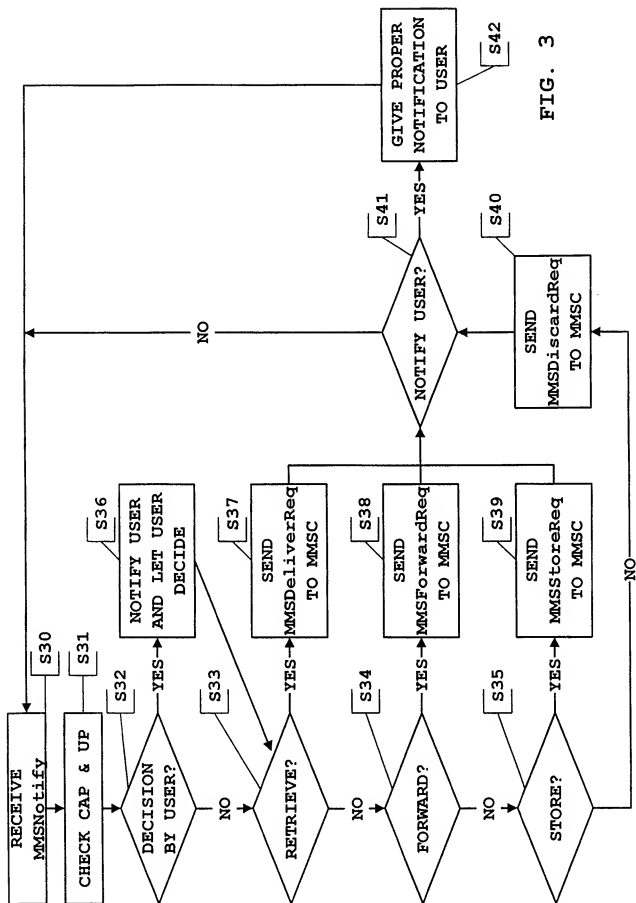 RECEIVE
MMSNotify
S30
CHECK CAP & UP
S31
DECISION
BY USER?
S32
YES
NOTIFY USER
AND LET USER
DECIDE
S36
NO
RETRIEVE?
S33
YES
SEND
MMSDeliverReq
TO MMSC
S37
NO
FORWARD?
S34
YES
SEND
MMSForwardReq
TO MMSC
S38
NO
STORE?
S35
YES
SEND
MMSStoreReq
TO MMSC
S39
NO
SEND
MMSDiscardReq
TO MMSC
S40
NOTIFY USER?
S41
NO
YES
GIVE PROPER
NOTIFICATION
TO USER
S42
FIG. 3